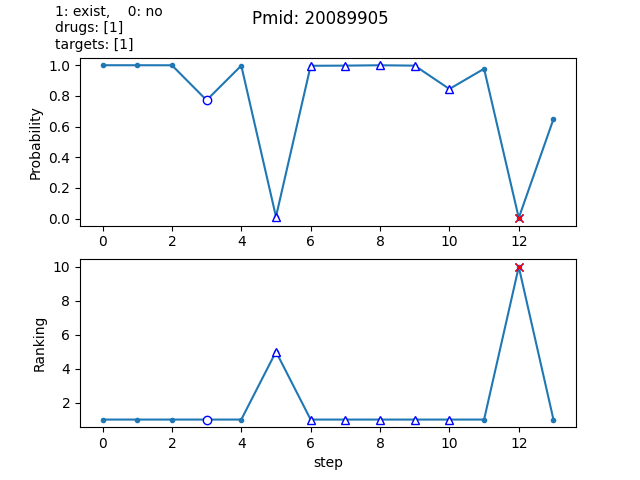 1: exist,    0: no
Pmid: 20089905
drugs: [1]
targets: [1]
Probability
1.0
0.8
0.6
0.4
0.2
0.0
0 2 4 6 8 10 12
Ranking
10
8
6
4
2
0 2 4 6 8 10 12
step